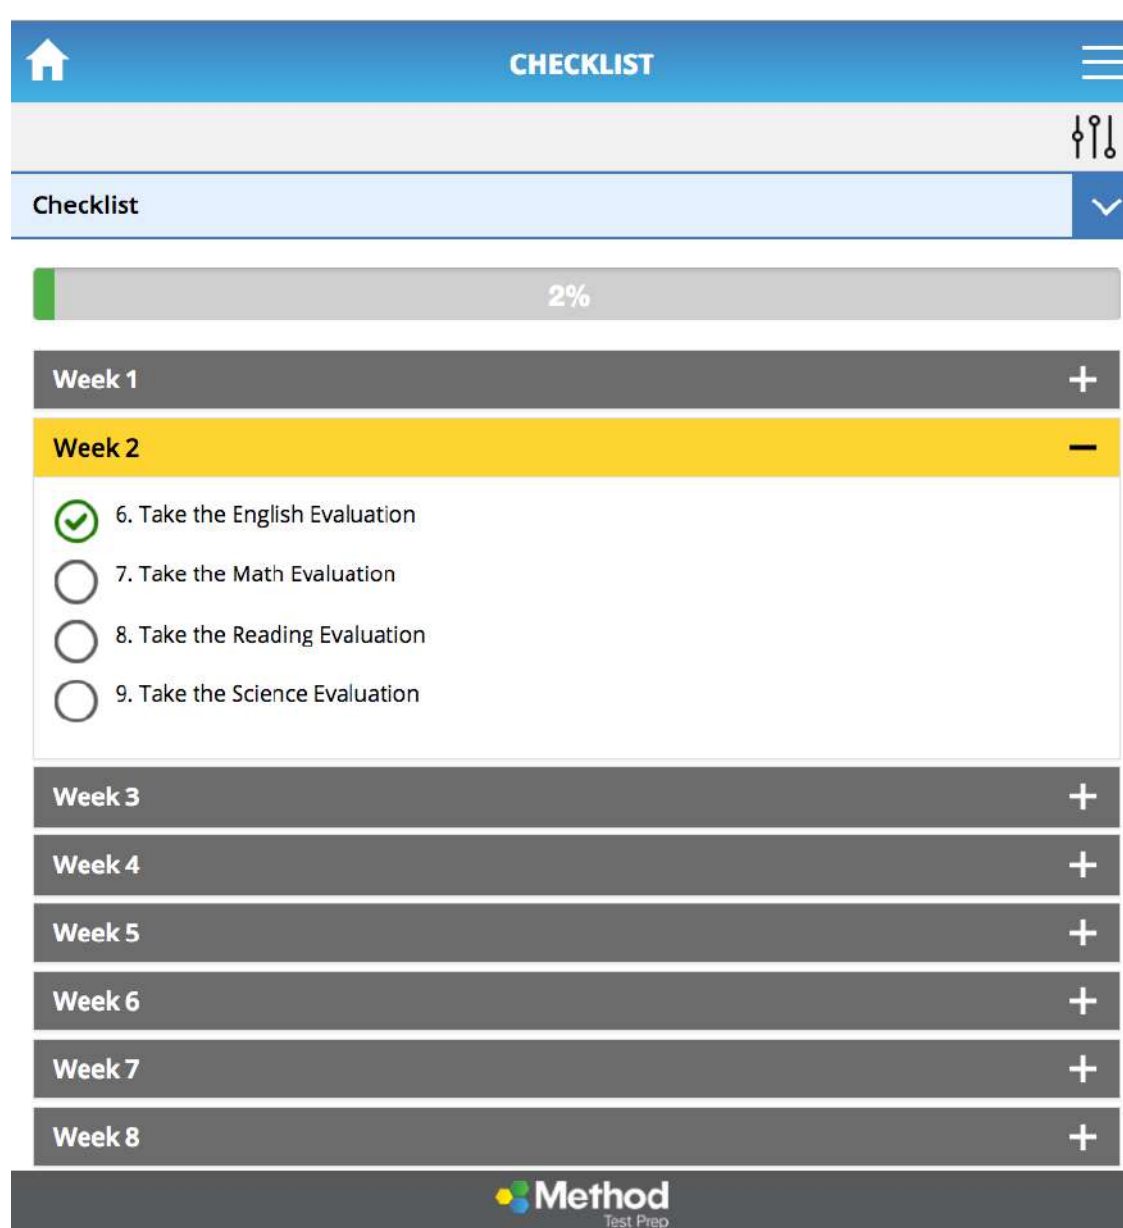 CHECKLIST
Checklist
2%
Week 1
Week 2
6. Take the English Evaluation
7. Take the Math Evaluation
8. Take the Reading Evaluation
9. Take the Science Evaluation
Week 3
Week 4
Week 5
Week 6
Week 7
Week 8
Method
Test Prep